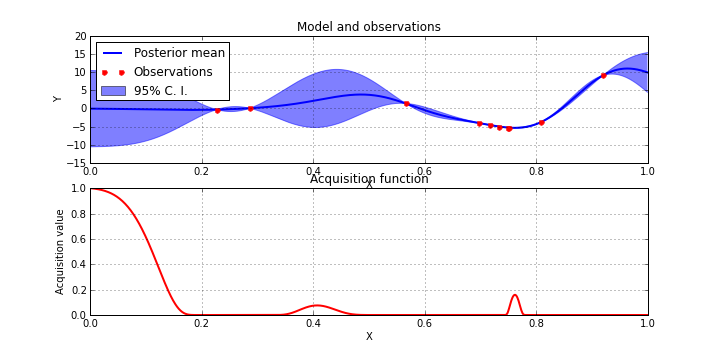 Model and observations
20
15
10
5
0
−5
−10
−15
Y
Posterior mean
Observations
95% C. I.
0.0 0.2 0.4 0.6 0.8 1.0
X
Acquisition function
1.0
0.8
0.6
0.4
0.2
0.0
Acquisition value
0.0 0.2 0.4 0.6 0.8 1.0
X